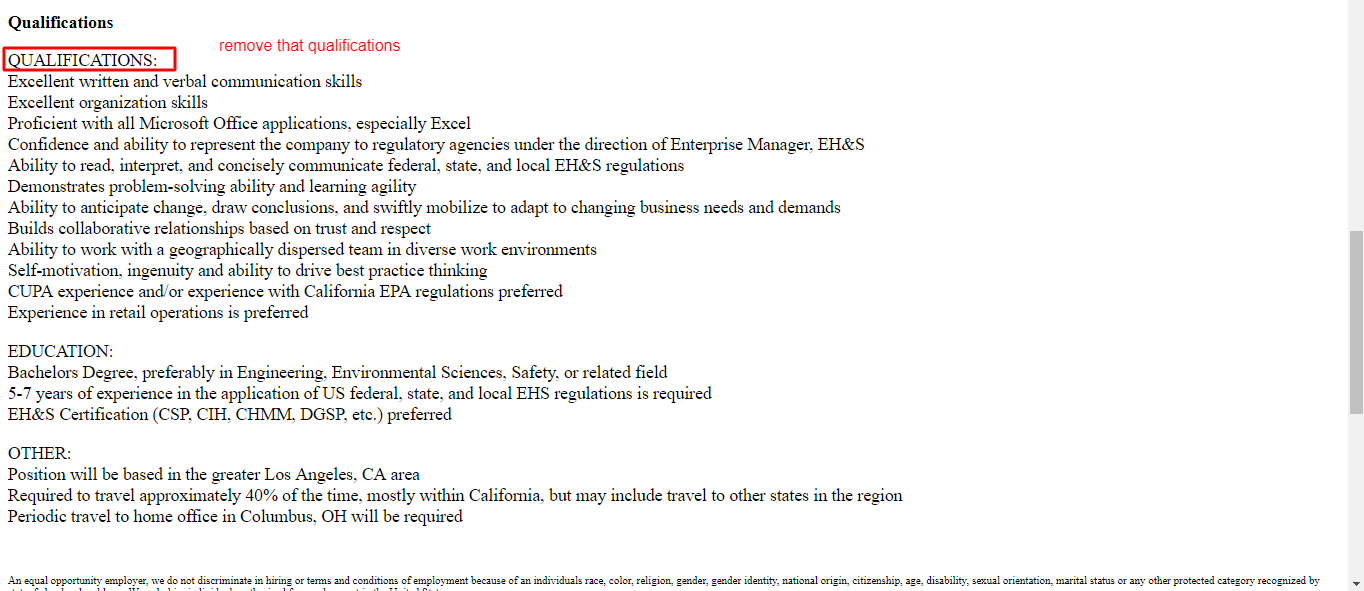 Qualifications
remove that qualifications
QUALIFICATIONS:
Excellent written and verbal communication skills
Excellent organization skills
Proficient with all Microsoft Office applications, especially Excel
Confidence and ability to represent the company to regulatory agencies under the direction of Enterprise Manager, EH&S
Ability to read, interpret, and concisely communicate federal, state, and local EH&S regulations
Demonstrates problem-solving ability and learning agility
Ability to anticipate change, draw conclusions, and swiftly mobilize to adapt to changing business needs and demands
Builds collaborative relationships based on trust and respect
Ability to work with a geographically dispersed team in diverse work environments
Self-motivation, ingenuity and ability to drive best practice thinking
CUPA experience and/or experience with California EPA regulations preferred
Experience in retail operations is preferred
EDUCATION:
Bachelors Degree, preferably in Engineering, Environmental Sciences, Safety, or related field
5-7 years of experience in the application of US federal, state, and local EHS regulations is required
EH&S Certification (CSP, CIH, CHMM, DGSP, etc.) preferred
OTHER:
Position will be based in the greater Los Angeles, CA area
Required to travel approximately 40% of the time, mostly within California, but may include travel to other states in the region
Periodic travel to home office in Columbus, OH will be required
An equal opportunity employer, we do not discriminate in hiring or terms and conditions of employment because of an individuals race, color, religion, gender, gender identity, national origin, citizenship, age, disability, sexual orientation, marital status or any other protected category recognized by